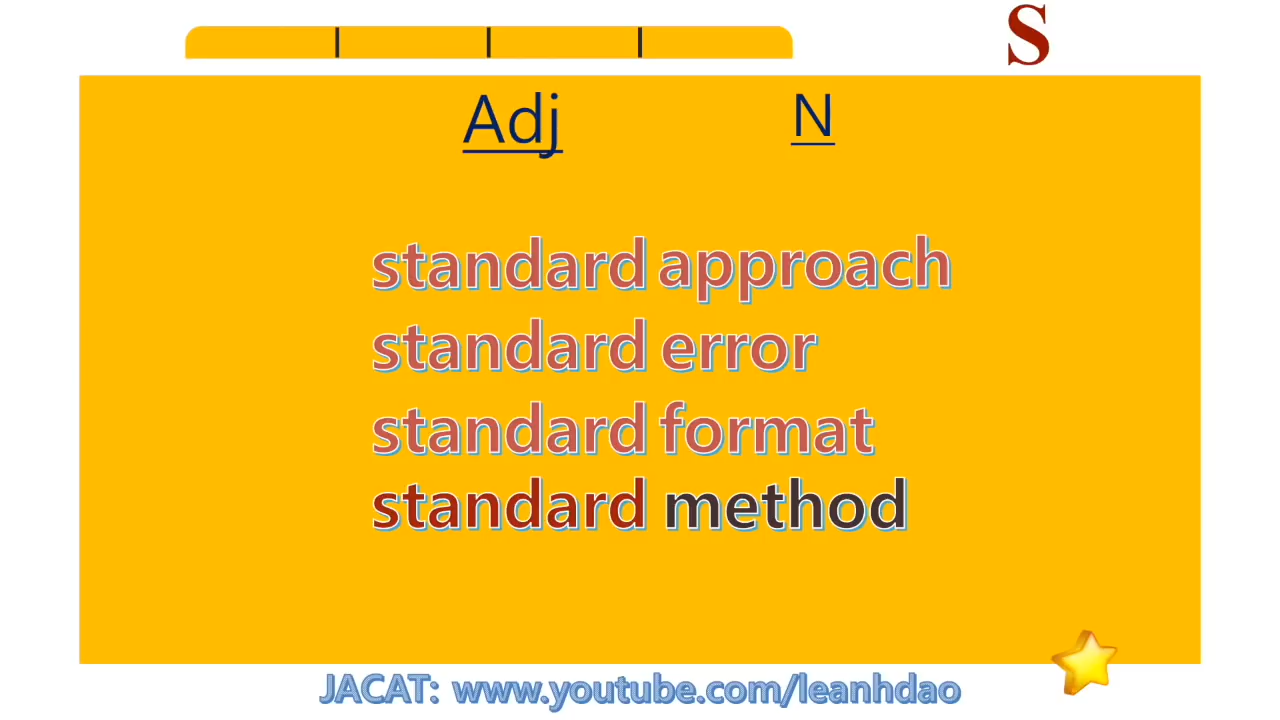 S
Adj N
standard approach
standard error
standard format
standard method
JACAT: www.youtube.com/leanhdao